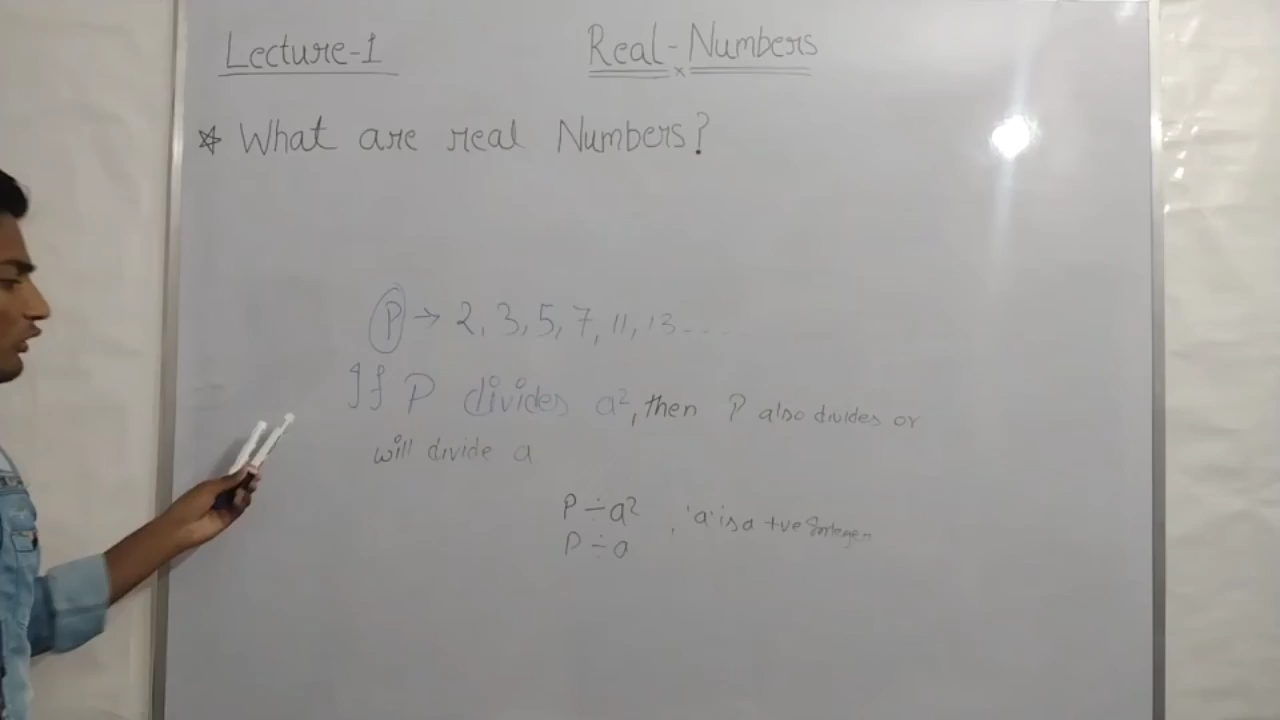 Lecture-1
Real-Numbers
What are real Numbers?
P → 2, 3, 5, 7, 11, 13 - - -
If P divides a², then P also divides or
will divide a
P ÷ a²
, 'a' is a +ve Integer
P ÷ a